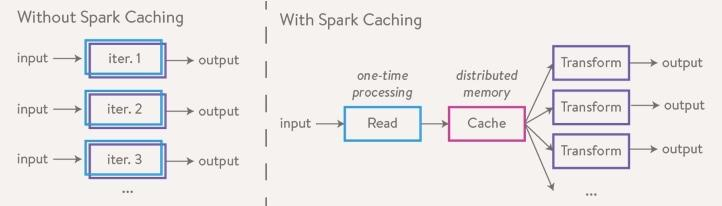 Without Spark Caching
input
iter. 1
output
input
iter. 2
output
input
iter. 3
output
...
With Spark Caching
one-time
processing
distributed
memory
input
Read
Cache
Transform
output
Transform
output
Transform
output
...